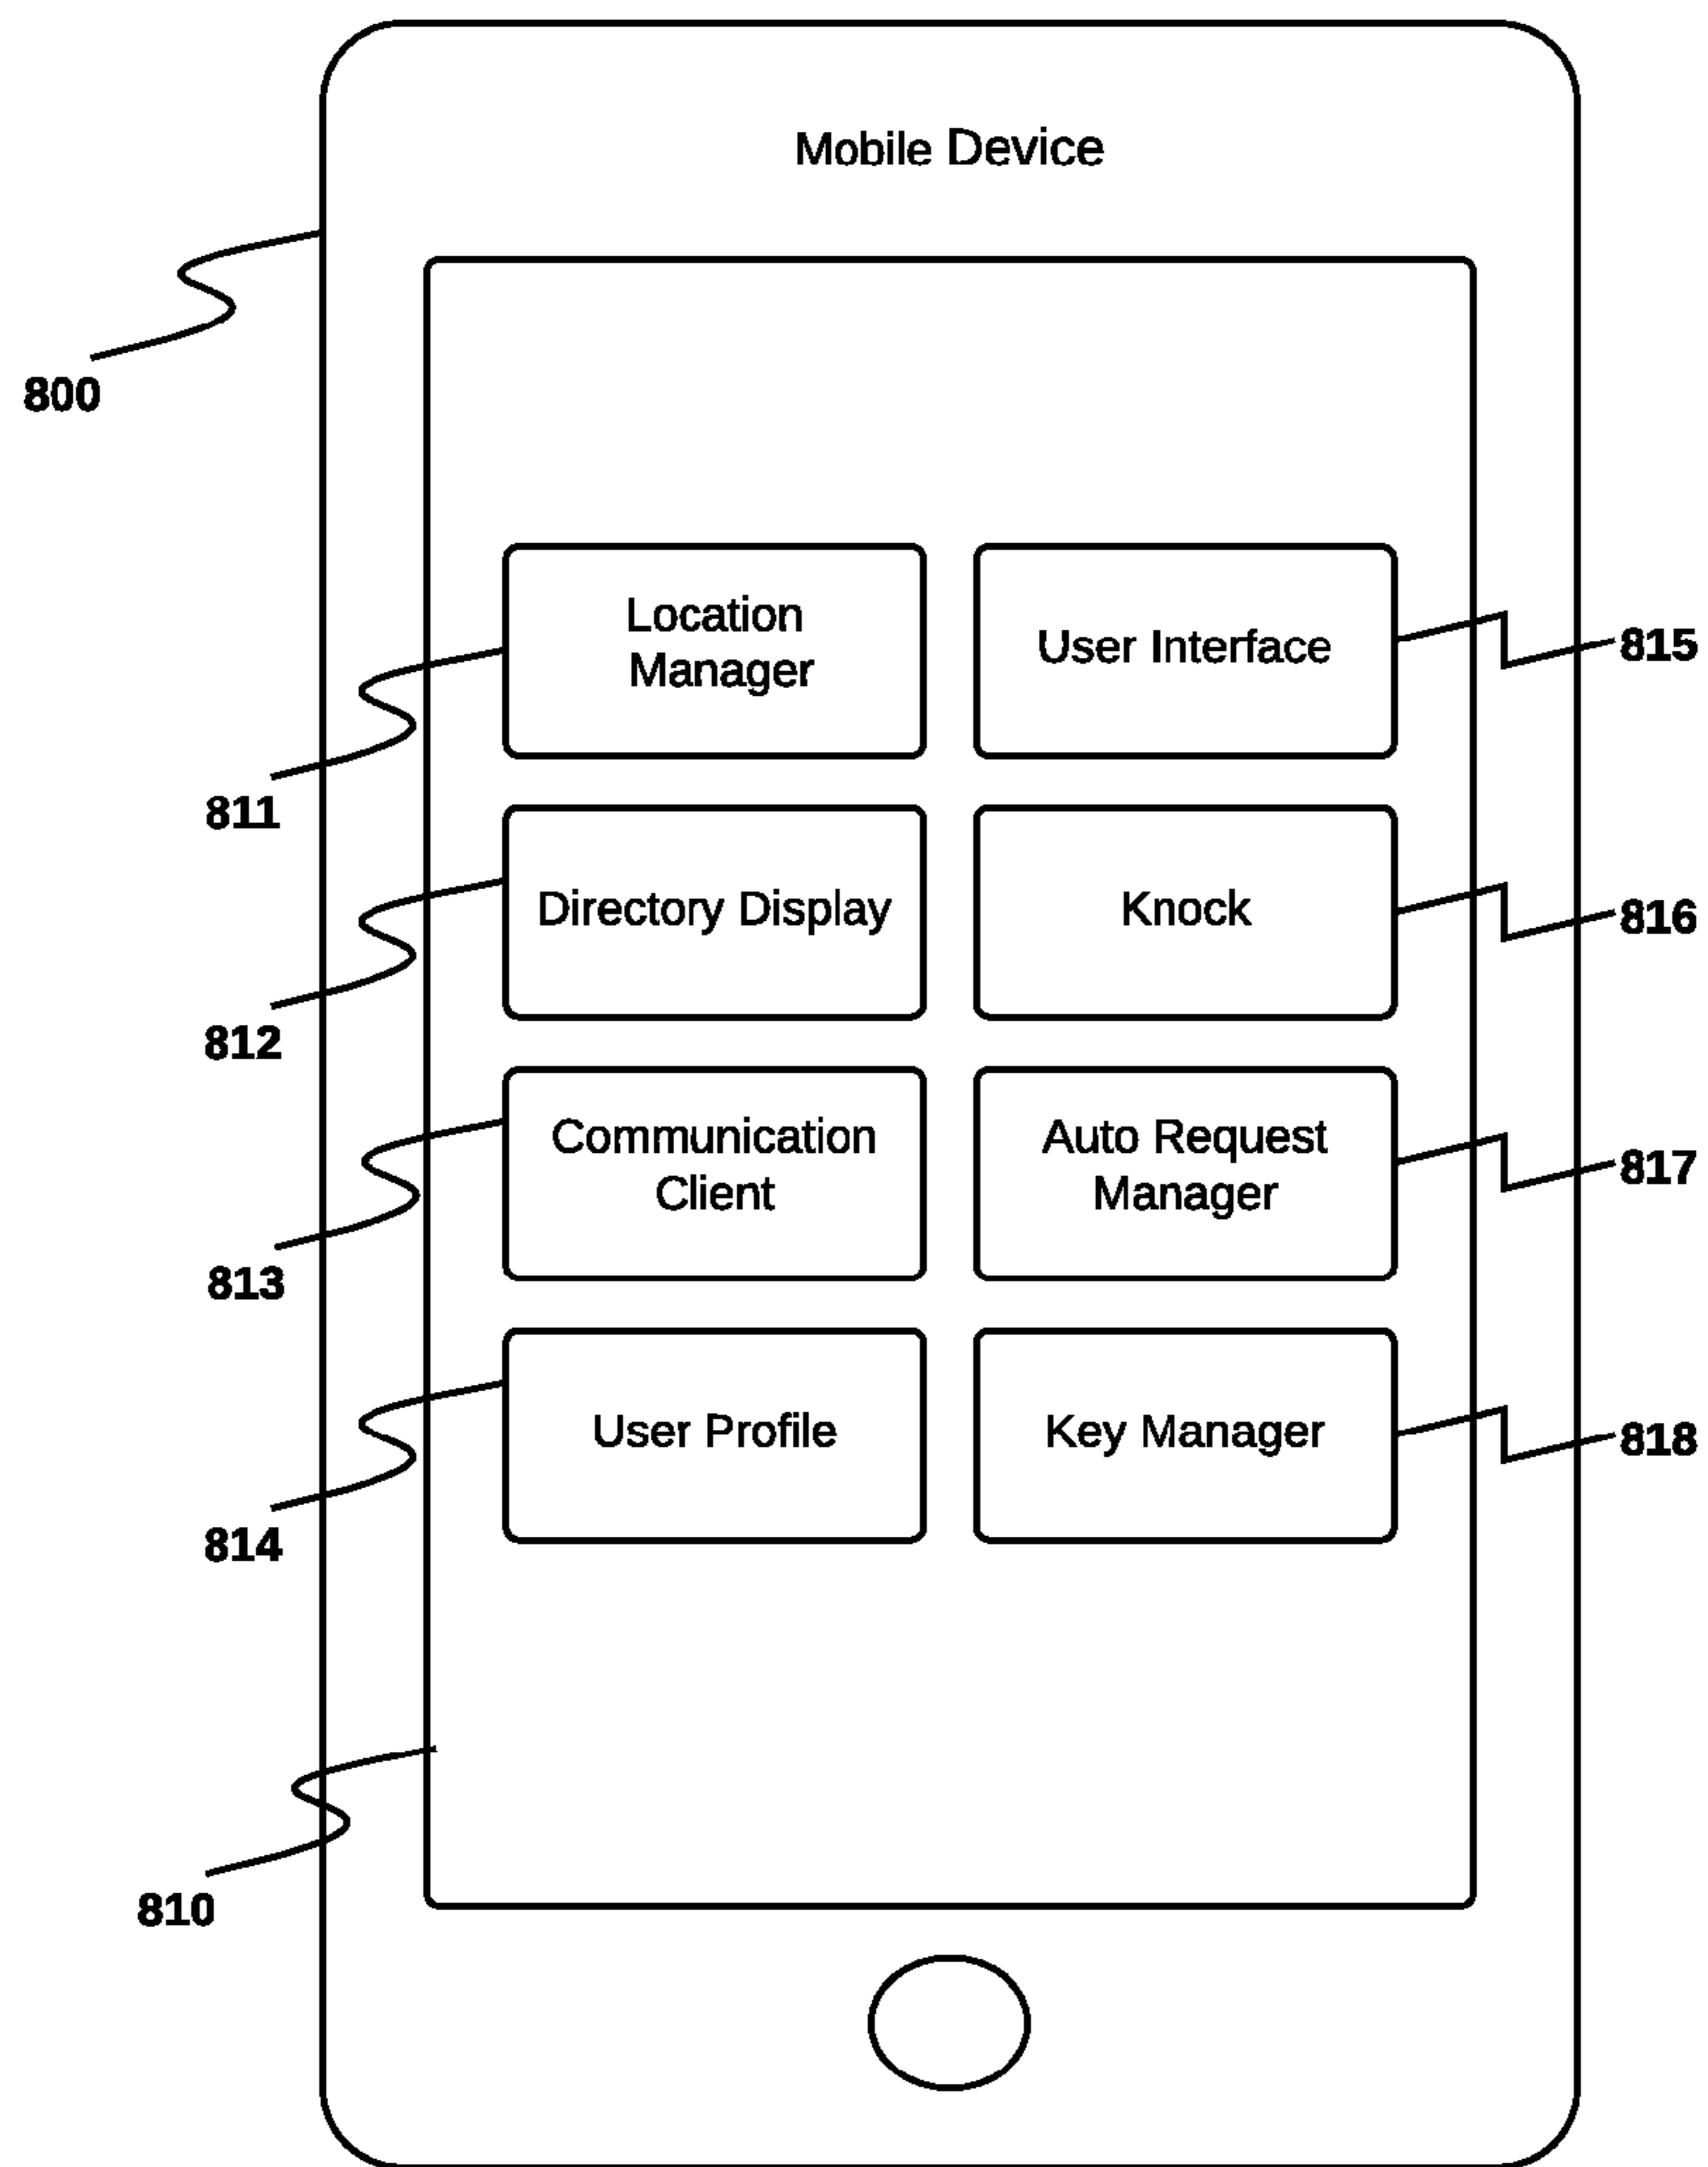 Mobile Device
800
Location
Manager
User Interface
815
811
Directory Display
Knock
816
812
Communication
Client
Auto Request
Manager
817
813
User Profile
Key Manager
818
814
810